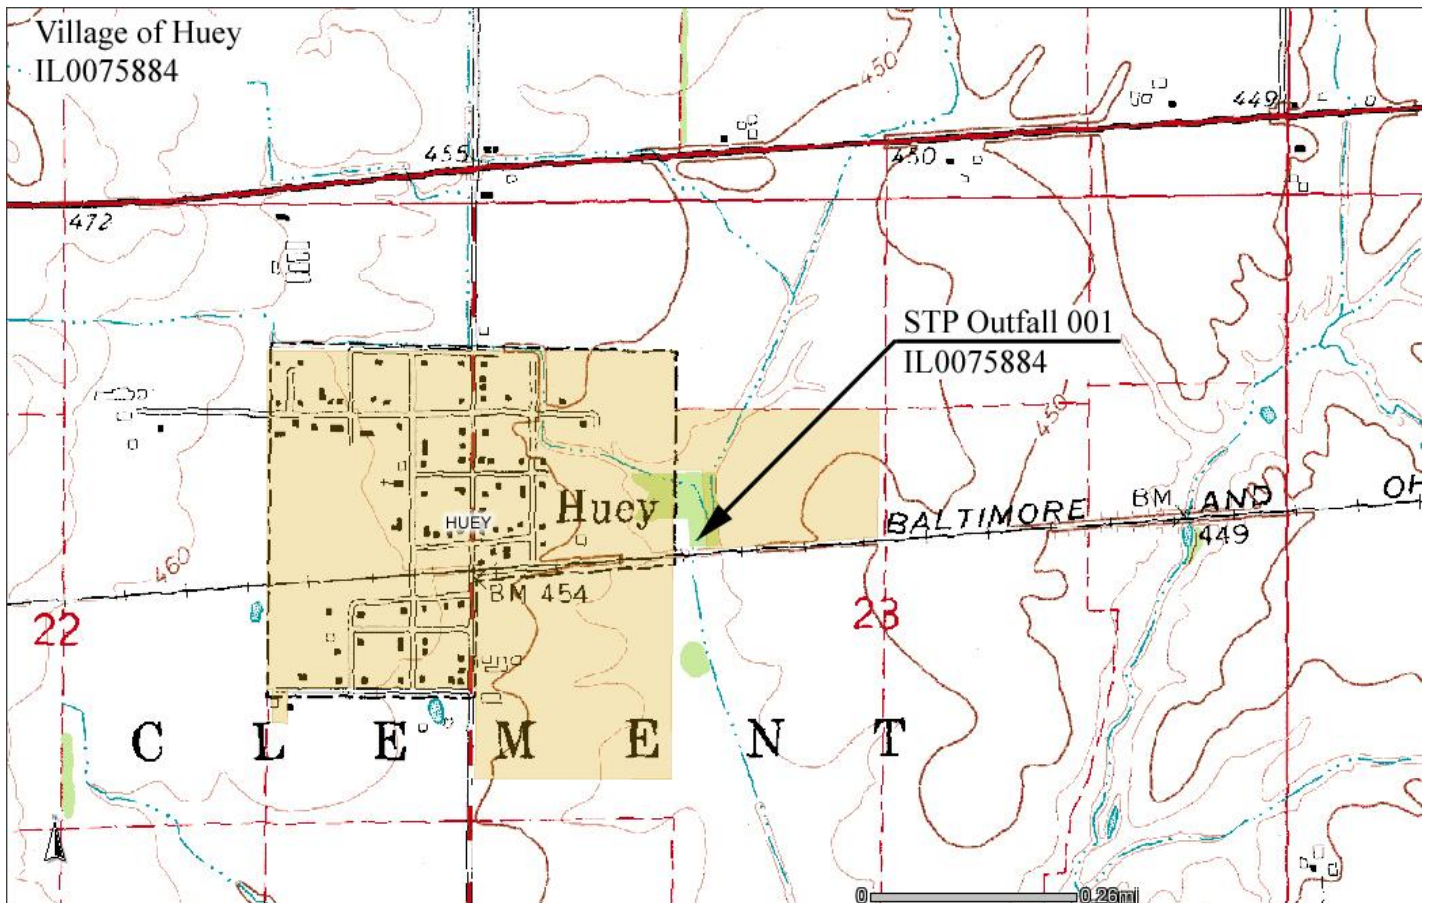 Village of Huey
IL0075884
450
449
455
450
472
STP Outfall 001
IL0075884
450
Huey
HUEY
BALTIMORE AND OH
BM
449
460
BM 454
22
23
C L E M E N T
0 0.26mi